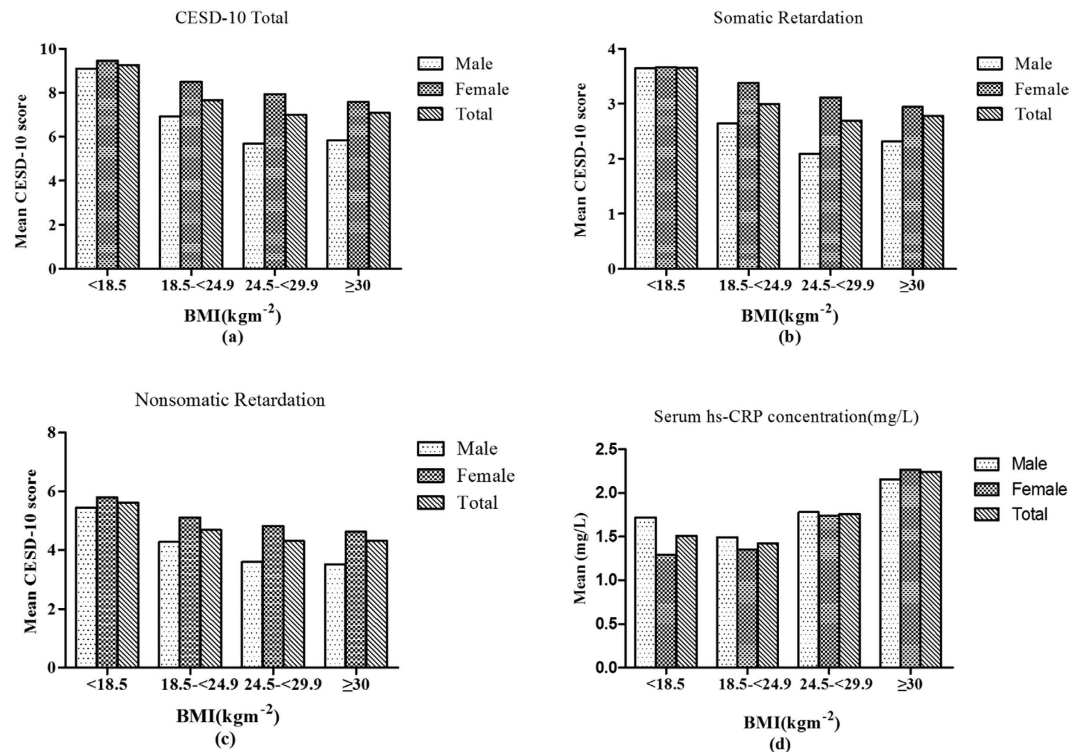 CESD-10 Total
Mean CESD-10 score
10
8
6
4
2
0
<18.5
18.5-<24.9
24.5-<29.9
≥30
BMI(kgm⁻²)
(a)
Male
Female
Total
Somatic Retardation
Mean CESD-10 score
4
3
2
1
0
<18.5
18.5-<24.9
24.5-<29.9
≥30
BMI(kgm⁻²)
(b)
Male
Female
Total
Nonsomatic Retardation
Mean CESD-10 score
8
6
4
2
0
<18.5
18.5-<24.9
24.5-<29.9
≥30
BMI(kgm⁻²)
(c)
Male
Female
Total
Serum hs-CRP concentration(mg/L)
Mean (mg/L)
2.5
2.0
1.5
1.0
0.5
0.0
<18.5
18.5-<24.9
24.5-<29.9
≥30
BMI(kgm⁻²)
(d)
Male
Female
Total